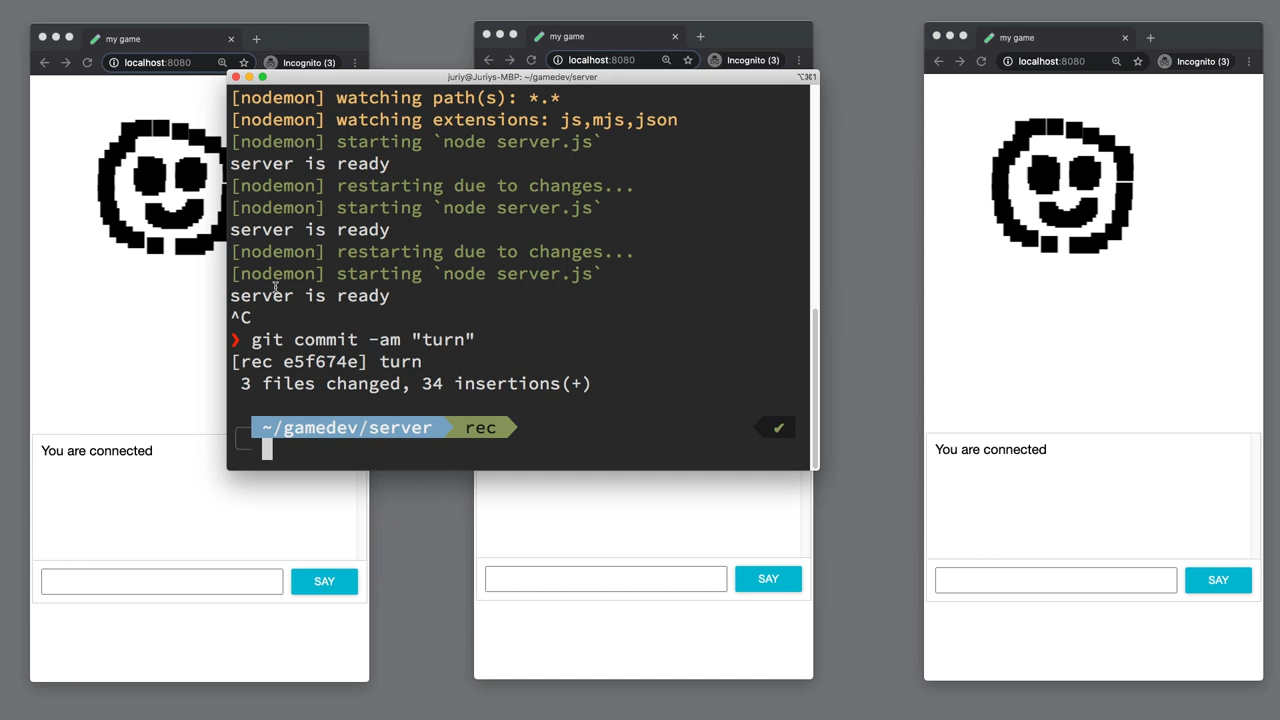 my game
localhost:8080
Incognito (3)
my game
localhost:8080
Incognito (3)
my game
localhost:8080
Incognito (3)
juriy@Juriys-MBP: ~/gamedev/server
⌥⌘1
[nodemon] watching path(s): *.*
[nodemon] watching extensions: js,mjs,json
[nodemon] starting `node server.js`
server is ready
[nodemon] restarting due to changes...
[nodemon] starting `node server.js`
server is ready
[nodemon] restarting due to changes...
[nodemon] starting `node server.js`
server is ready
^C
❯ git commit -am "turn"
[rec e5f674e] turn
3 files changed, 34 insertions(+)
~/gamedev/server rec ✔
You are connected
SAY
SAY
You are connected
SAY